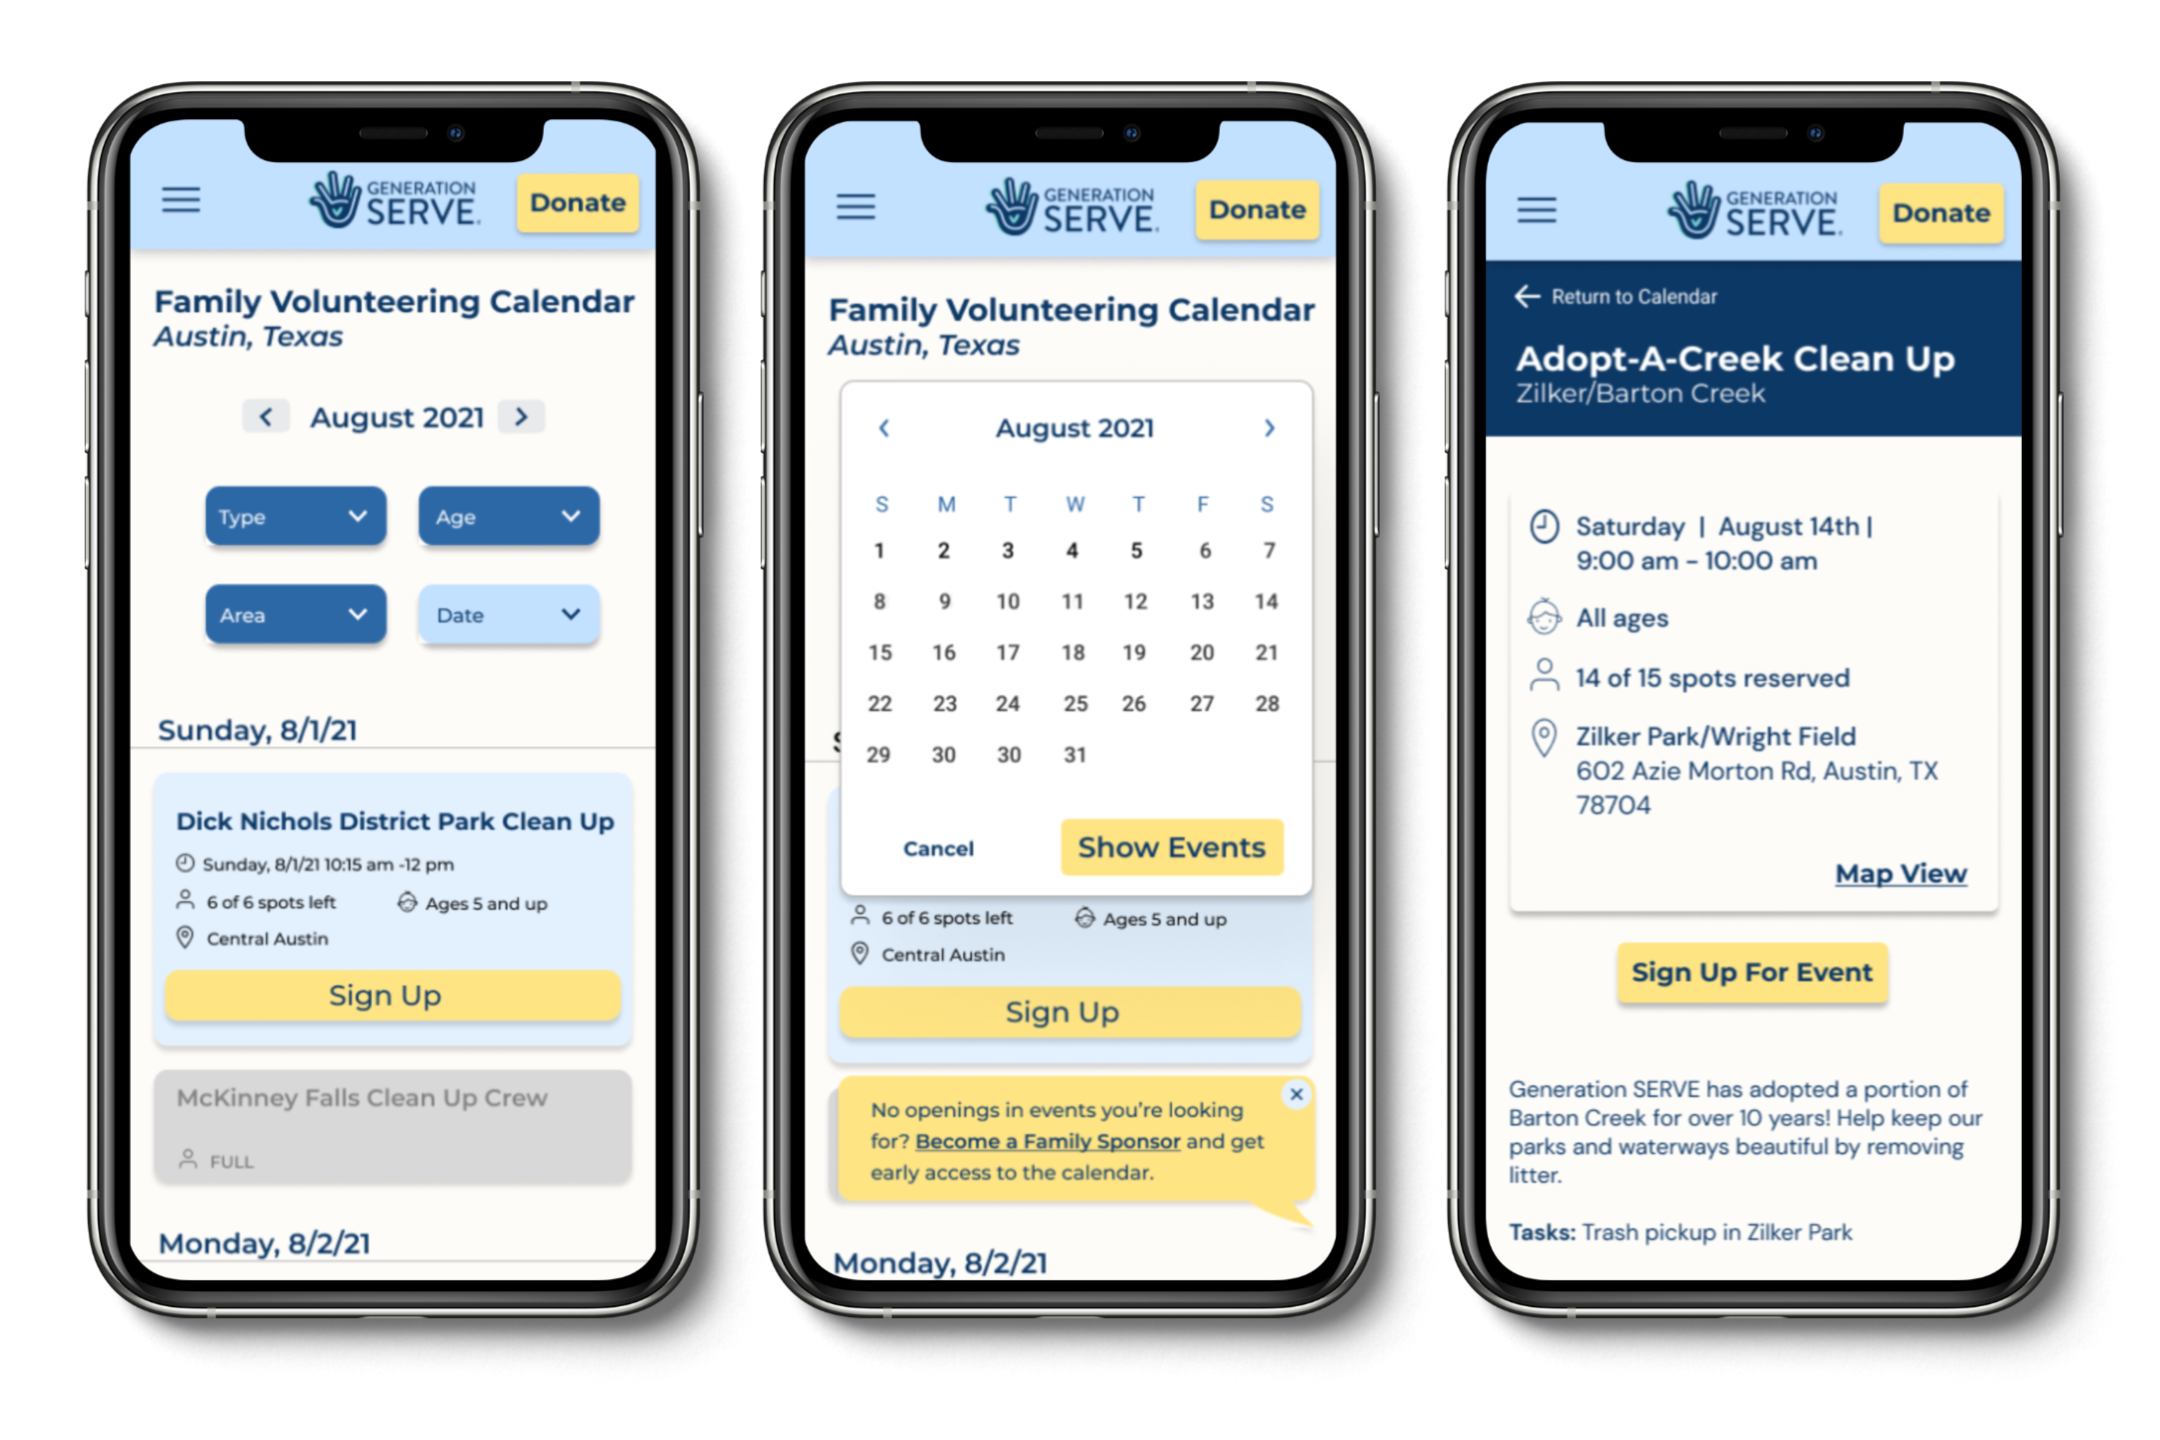 GENERATION
SERVE.
Donate
Family Volunteering Calendar
Austin, Texas
August 2021
Type
Age
Area
Date
Sunday, 8/1/21
Dick Nichols District Park Clean Up
Sunday, 8/1/21 10:15 am -12 pm
6 of 6 spots left
Ages 5 and up
Central Austin
Sign Up
McKinney Falls Clean Up Crew
FULL
Monday, 8/2/21
GENERATION
SERVE.
Donate
Family Volunteering Calendar
Austin, Texas
August 2021
S M T W T F S
1 2 3 4 5 6 7
8 9 10 11 12 13 14
15 16 17 18 19 20 21
22 23 24 25 26 27 28
29 30 30 31
Cancel
Show Events
6 of 6 spots left
Ages 5 and up
Central Austin
Sign Up
No openings in events you're looking
for? Become a Family Sponsor and get
early access to the calendar.
Monday, 8/2/21
GENERATION
SERVE.
Donate
Return to Calendar
Adopt-A-Creek Clean Up
Zilker/Barton Creek
Saturday | August 14th |
9:00 am - 10:00 am
All ages
14 of 15 spots reserved
Zilker Park/Wright Field
602 Azie Morton Rd, Austin, TX
78704
Map View
Sign Up For Event
Generation SERVE has adopted a portion of
Barton Creek for over 10 years! Help keep our
parks and waterways beautiful by removing
litter.
Tasks: Trash pickup in Zilker Park